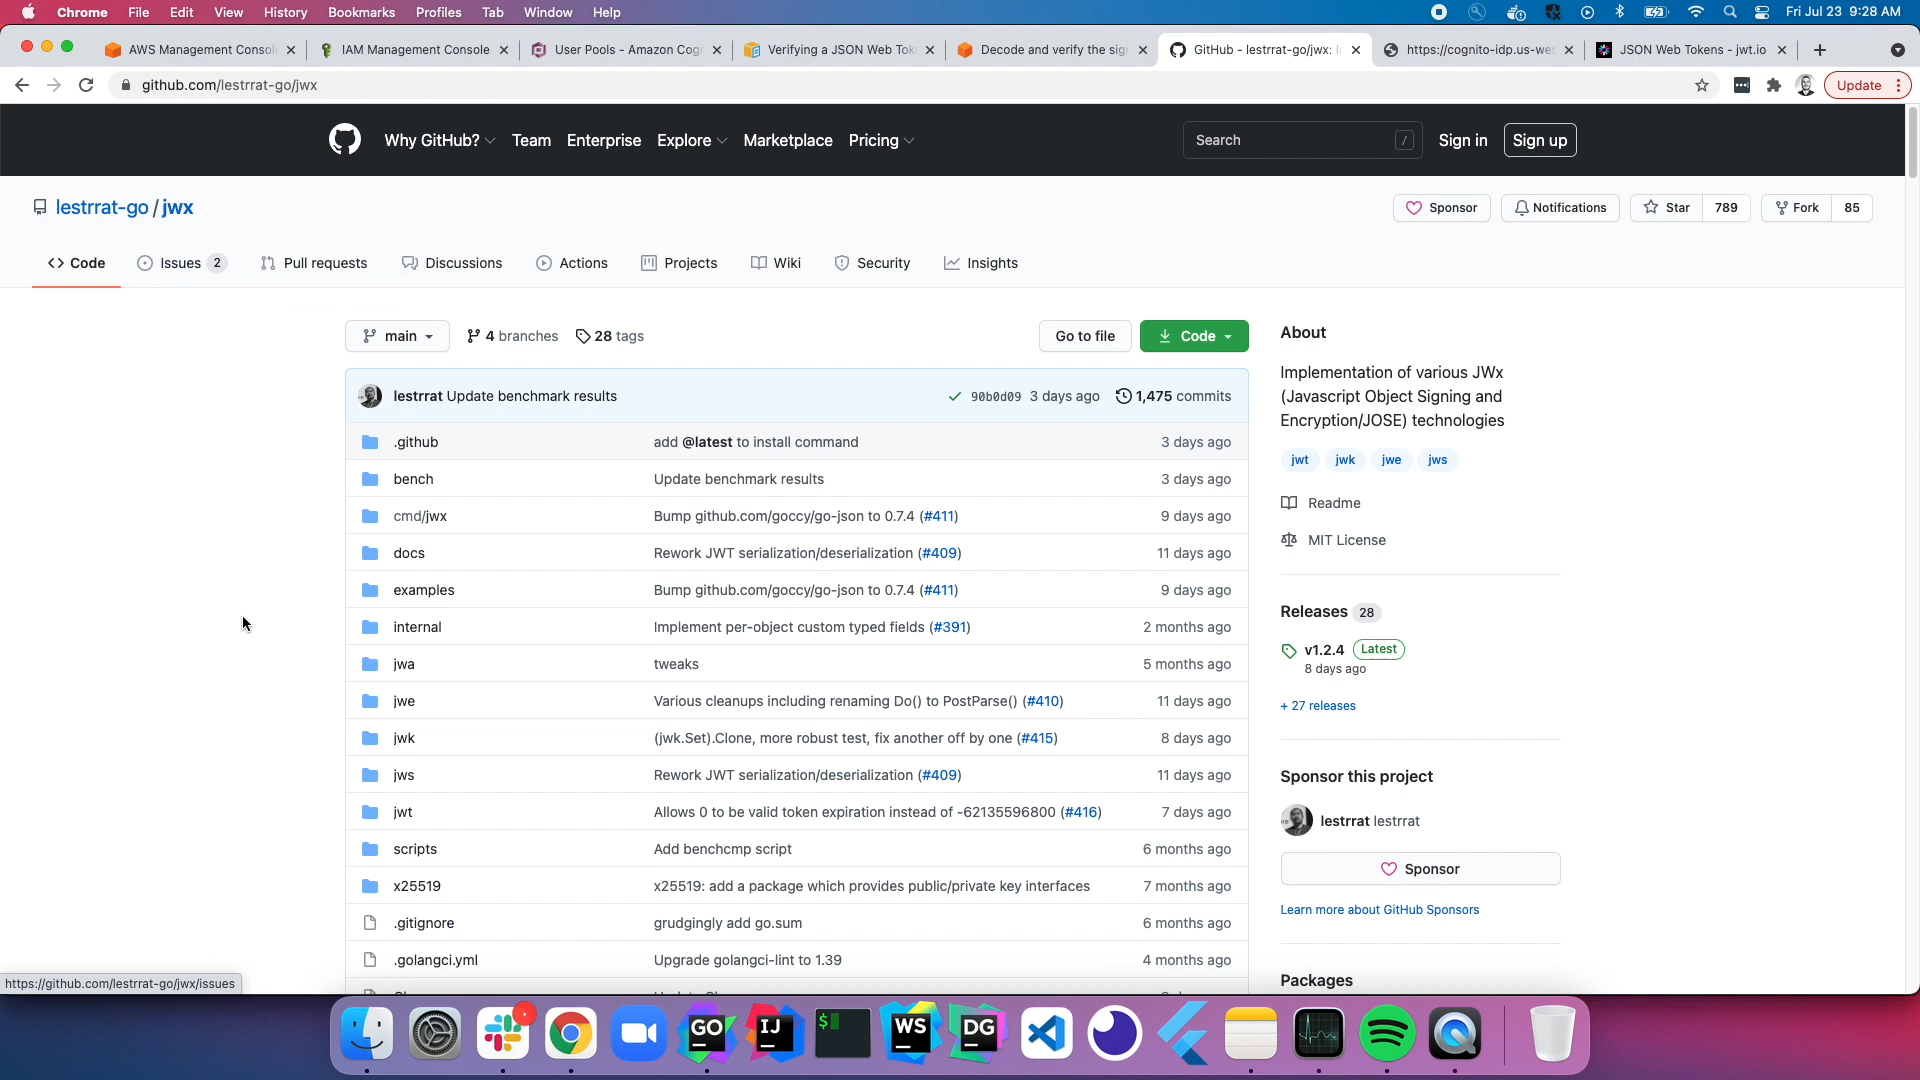 Chrome File Edit View History Bookmarks Profiles Tab Window Help Fri Jul 23 9:28 AM
AWS Management Consol IAM Management Console User Pools - Amazon Cog Verifying a JSON Web Tok Decode and verify the sig GitHub - lestrrat-go/jwx: I https://cognito-idp.us-wes JSON Web Tokens - jwt.io
github.com/lestrrat-go/jwx Update
Why GitHub? Team Enterprise Explore Marketplace Pricing Search / Sign in Sign up
lestrrat-go / jwx Sponsor Notifications Star 789 Fork 85
Code Issues 2 Pull requests Discussions Actions Projects Wiki Security Insights
main 4 branches 28 tags Go to file Code
lestrrat Update benchmark results 90b0d09 3 days ago 1,475 commits
.github add @latest to install command 3 days ago
bench Update benchmark results 3 days ago
cmd/jwx Bump github.com/goccy/go-json to 0.7.4 (#411) 9 days ago
docs Rework JWT serialization/deserialization (#409) 11 days ago
examples Bump github.com/goccy/go-json to 0.7.4 (#411) 9 days ago
internal Implement per-object custom typed fields (#391) 2 months ago
jwa tweaks 5 months ago
jwe Various cleanups including renaming Do() to PostParse() (#410) 11 days ago
jwk (jwk.Set).Clone, more robust test, fix another off by one (#415) 8 days ago
jws Rework JWT serialization/deserialization (#409) 11 days ago
jwt Allows 0 to be valid token expiration instead of -62135596800 (#416) 7 days ago
scripts Add benchcmp script 6 months ago
x25519 x25519: add a package which provides public/private key interfaces 7 months ago
.gitignore grudgingly add go.sum 6 months ago
.golangci.yml Upgrade golangci-lint to 1.39 4 months ago
About
Implementation of various JWx
(Javascript Object Signing and
Encryption/JOSE) technologies
jwt jwk jwe jws
Readme
MIT License
Releases 28
v1.2.4 Latest
8 days ago
+ 27 releases
Sponsor this project
lestrrat lestrrat
Sponsor
Learn more about GitHub Sponsors
Packages
https://github.com/lestrrat-go/jwx/issues
GO IJ $ WS DG